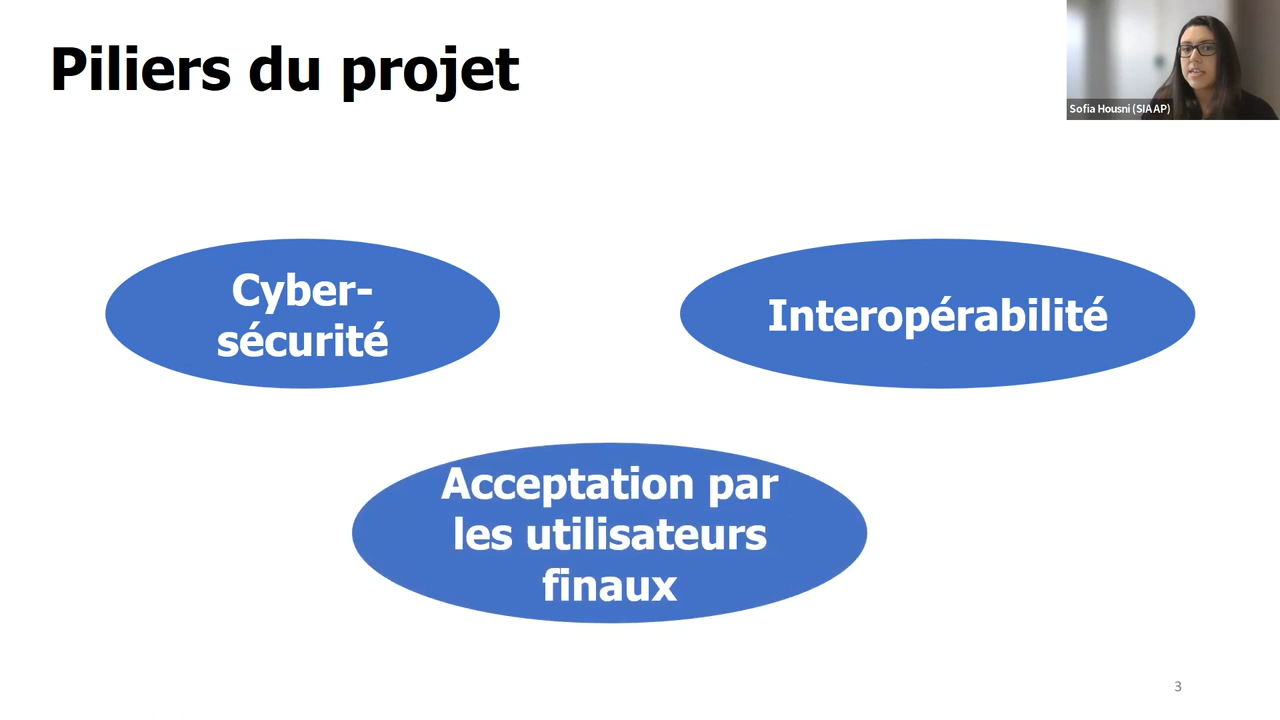 Piliers du projet
Sofia Housni (SIAAP)
Cyber-
sécurité
Interopérabilité
Acceptation par
les utilisateurs
finaux
3